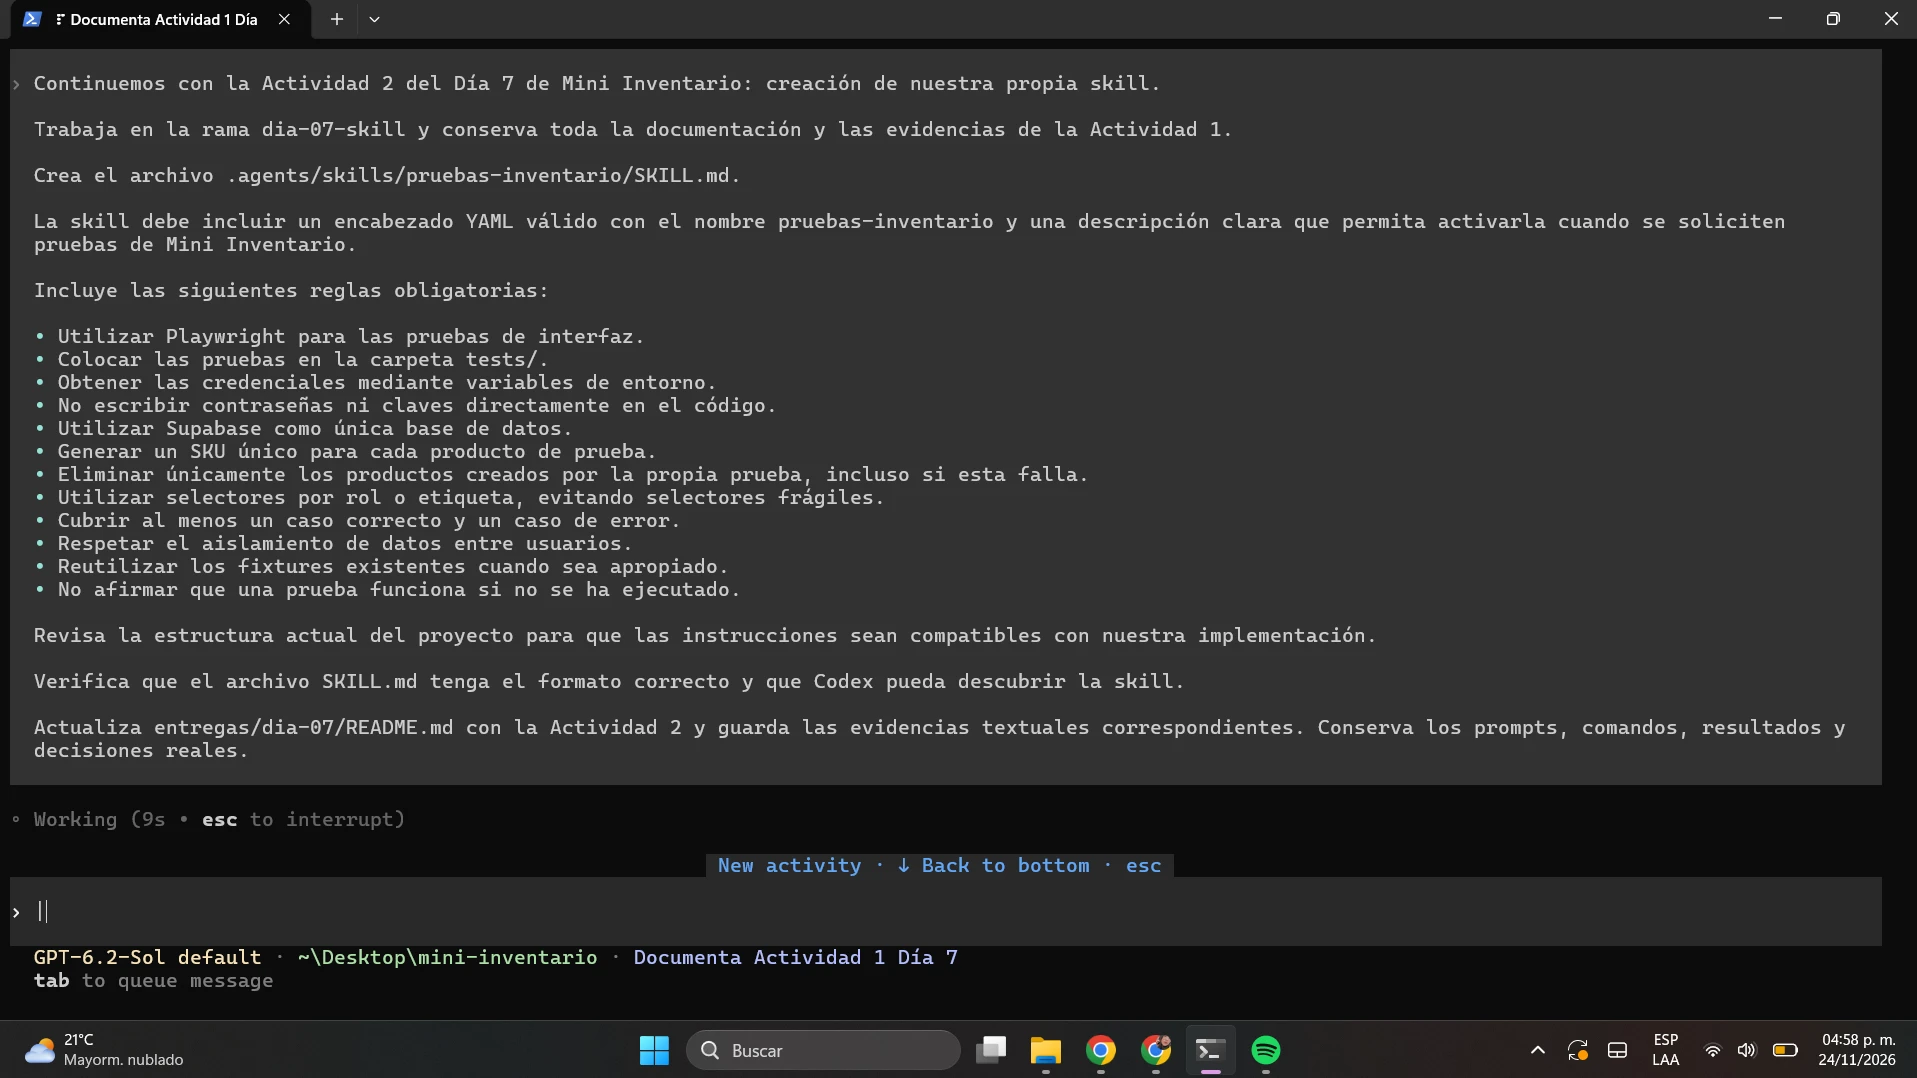 Documenta Actividad 1 Día
› Continuemos con la Actividad 2 del Día 7 de Mini Inventario: creación de nuestra propia skill.
Trabaja en la rama dia-07-skill y conserva toda la documentación y las evidencias de la Actividad 1.
Crea el archivo .agents/skills/pruebas-inventario/SKILL.md.
La skill debe incluir un encabezado YAML válido con el nombre pruebas-inventario y una descripción clara que permita activarla cuando se soliciten
pruebas de Mini Inventario.
Incluye las siguientes reglas obligatorias:
• Utilizar Playwright para las pruebas de interfaz.
• Colocar las pruebas en la carpeta tests/.
• Obtener las credenciales mediante variables de entorno.
• No escribir contraseñas ni claves directamente en el código.
• Utilizar Supabase como única base de datos.
• Generar un SKU único para cada producto de prueba.
• Eliminar únicamente los productos creados por la propia prueba, incluso si esta falla.
• Utilizar selectores por rol o etiqueta, evitando selectores frágiles.
• Cubrir al menos un caso correcto y un caso de error.
• Respetar el aislamiento de datos entre usuarios.
• Reutilizar los fixtures existentes cuando sea apropiado.
• No afirmar que una prueba funciona si no se ha ejecutado.
Revisa la estructura actual del proyecto para que las instrucciones sean compatibles con nuestra implementación.
Verifica que el archivo SKILL.md tenga el formato correcto y que Codex pueda descubrir la skill.
Actualiza entregas/dia-07/README.md con la Actividad 2 y guarda las evidencias textuales correspondientes. Conserva los prompts, comandos, resultados y
decisiones reales.
◦ Working (9s • esc to interrupt)
New activity · ↓ Back to bottom · esc
›
GPT-6.2-Sol default · ~\Desktop\mini-inventario · Documenta Actividad 1 Día 7
tab to queue message
21°C
Mayorm. nublado
Buscar
ESP
LAA
04:58 p. m.
24/11/2026